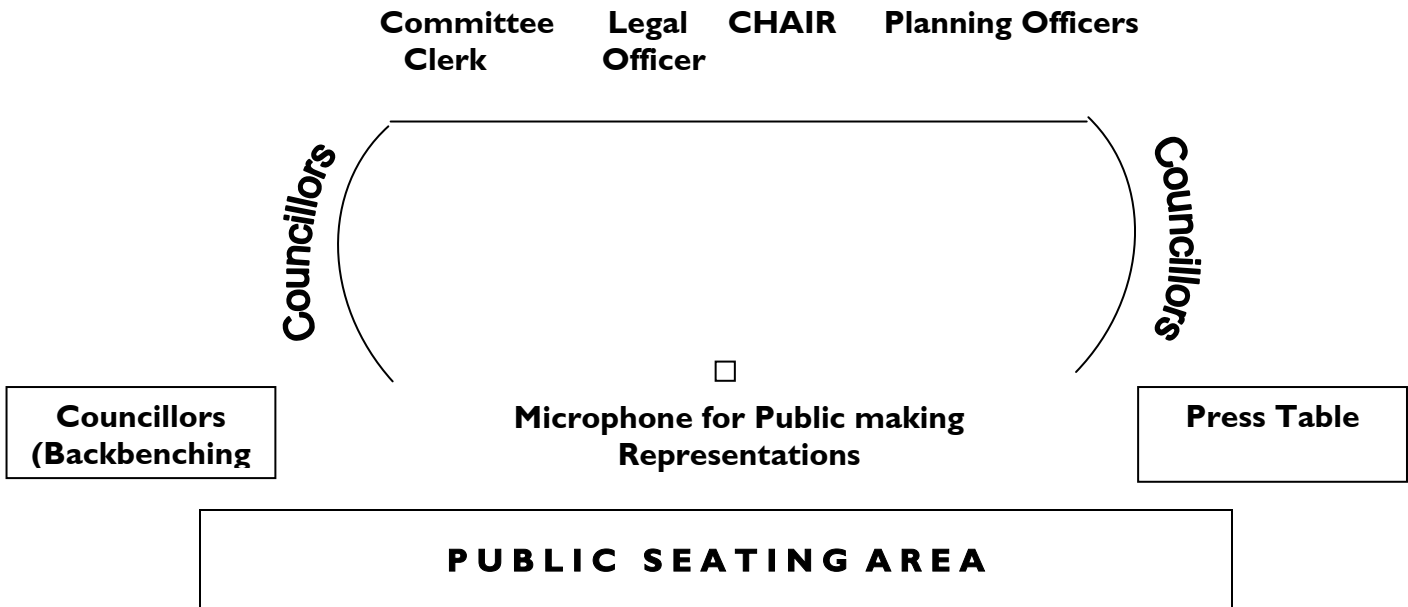 Committee Legal CHAIR Planning Officers
Clerk Officer
Councillors
Councillors
Councillors
(Backbenching
Microphone for Public making
Representations
Press Table
PUBLIC SEATING AREA